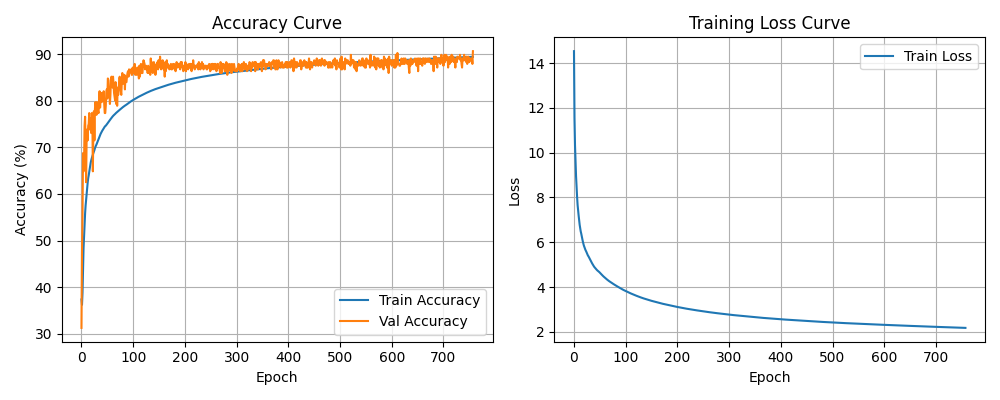 Accuracy Curve
90
80
70
60
50
40
30
Accuracy (%)
0 100 200 300 400 500 600 700
Epoch
Train Accuracy
Val Accuracy
Training Loss Curve
14
12
10
8
6
4
2
Loss
0 100 200 300 400 500 600 700
Epoch
Train Loss